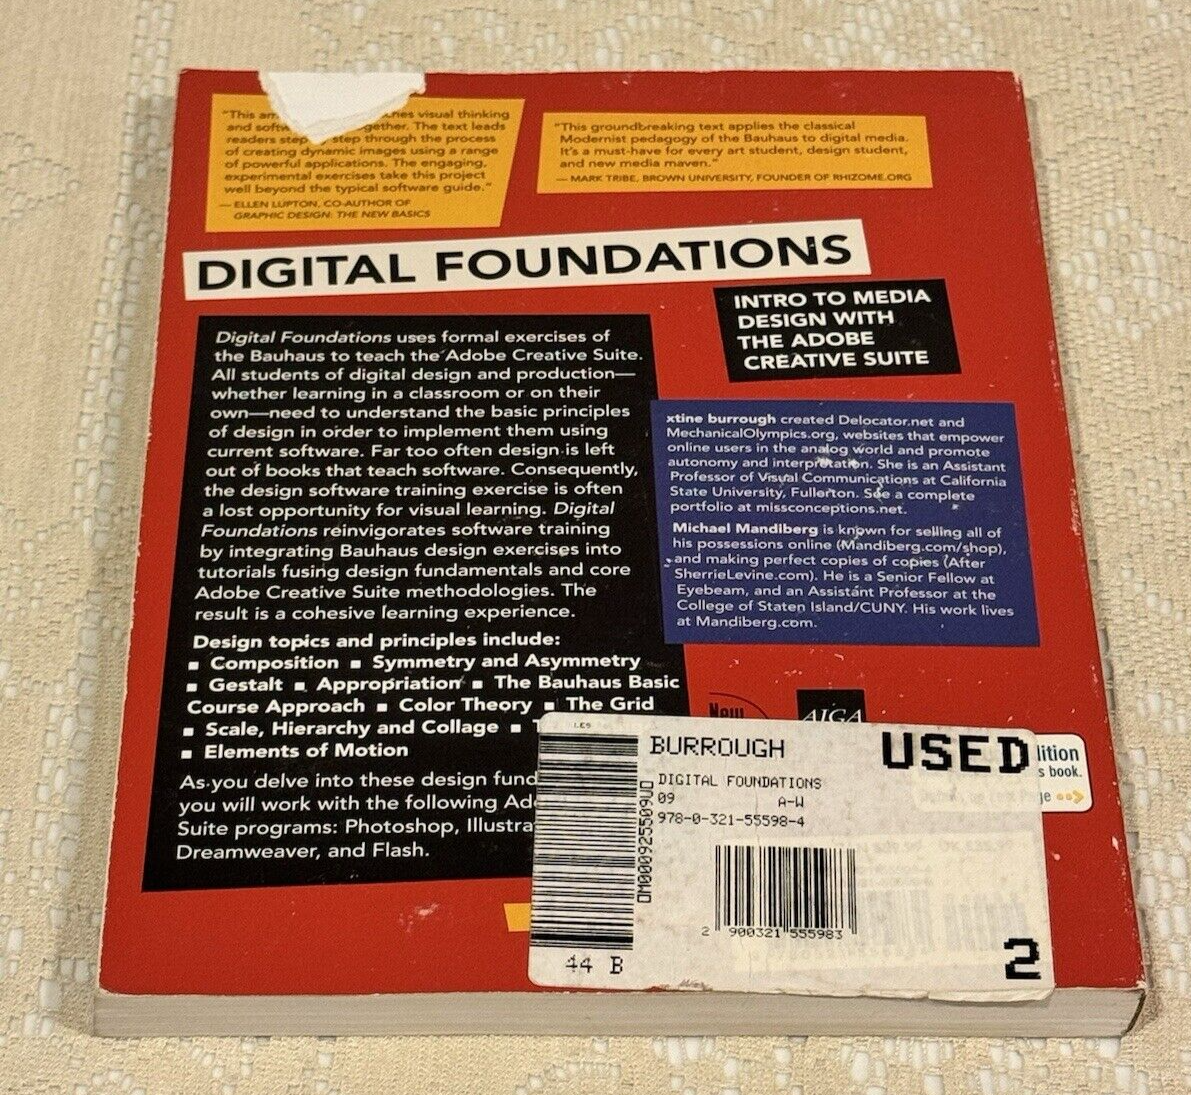 "This hes visual thinking
and softw gether. The text leads
readers step step through the process
of creating dynamic images using a range
of powerful applications. The engaging,
experimental exercises take this project
well beyond the typical software guide."
— ELLEN LUPTON, CO-AUTHOR OF
GRAPHIC DESIGN: THE NEW BASICS
"This groundbreaking text applies the classical
Modernist pedagogy of the Bauhaus to digital media.
It's a must-have for every art student, design student,
and new media maven."
— MARK TRIBE, BROWN UNIVERSITY, FOUNDER OF RHIZOME.ORG
DIGITAL FOUNDATIONS
INTRO TO MEDIA
DESIGN WITH
THE ADOBE
CREATIVE SUITE
Digital Foundations uses formal exercises of
the Bauhaus to teach the Adobe Creative Suite.
All students of digital design and production—
whether learning in a classroom or on their
own—need to understand the basic principles
of design in order to implement them using
current software. Far too often design is left
out of books that teach software. Consequently,
the design software training exercise is often
a lost opportunity for visual learning. Digital
Foundations reinvigorates software training
by integrating Bauhaus design exercises into
tutorials fusing design fundamentals and core
Adobe Creative Suite methodologies. The
result is a cohesive learning experience.
Design topics and principles include:
▪ Composition ▪ Symmetry and Asymmetry
▪ Gestalt ▪ Appropriation ▪ The Bauhaus Basic
Course Approach ▪ Color Theory ▪ The Grid
▪ Scale, Hierarchy and Collage ▪ T
▪ Elements of Motion
As you delve into these design fund
you will work with the following Ado
Suite programs: Photoshop, Illustra
Dreamweaver, and Flash.
xtine burrough created Delocator.net and
MechanicalOlympics.org, websites that empower
online users in the analog world and promote
autonomy and interpretation. She is an Assistant
Professor of Visual Communications at California
State University, Fullerton. See a complete
portfolio at missconceptions.net.
Michael Mandiberg is known for selling all of
his possessions online (Mandiberg.com/shop),
and making perfect copies of copies (After
SherrieLevine.com). He is a Senior Fellow at
Eyebeam, and an Assistant Professor at the
College of Staten Island/CUNY. His work lives
at Mandiberg.com.
New
AIGA
LES
BURROUGH
USED
DIGITAL FOUNDATIONS
09 A-W
978-0-321-55598-4
0M000925509UO
2 900321 555983
44 B
2
dition
s book.
ge